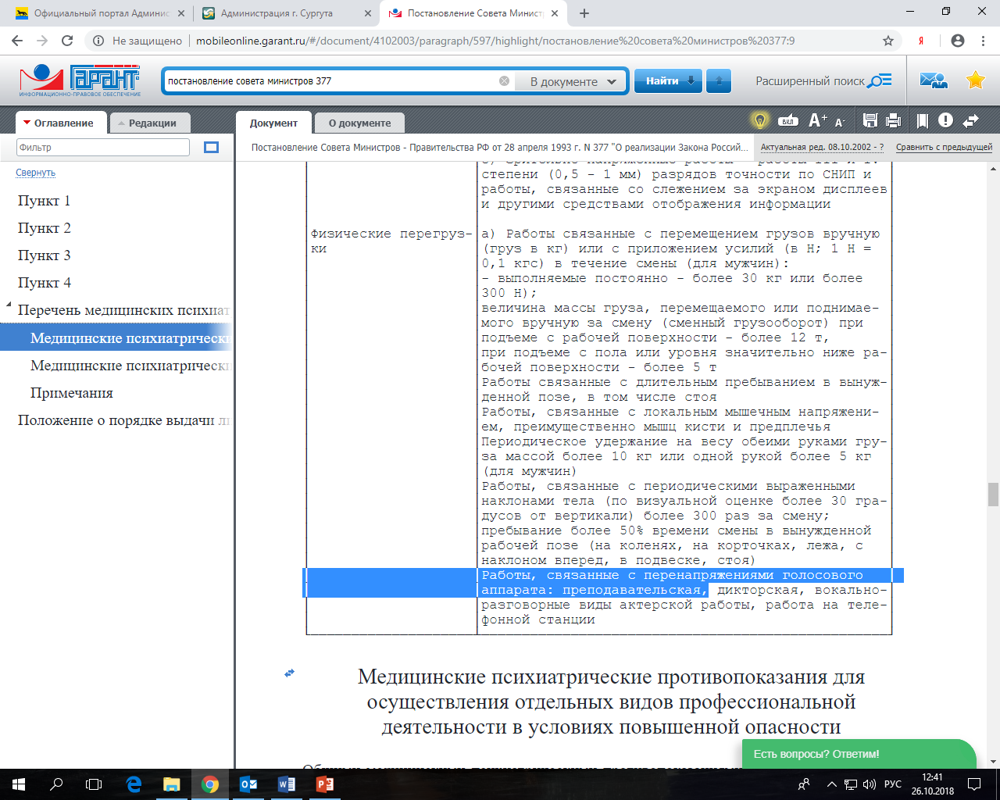 Официальный портал Админис
Администрация г. Сургута
Постановление Совета Минист
Не защищено
mobileonline.garant.ru/#/document/4102003/paragraph/597/highlight/постановление%20совета%20министров%20377:9
Я
Гарант
ИНФОРМАЦИОННО-ПРАВОВОЕ ОБЕСПЕЧЕНИЕ
постановление совета министров 377
В документе
Найти
Расширенный поиск
Оглавление
Редакции
Документ
О документе
вкл
A+
A-
Фильтр
Постановление Совета Министров - Правительства РФ от 28 апреля 1993 г. N 377 "О реализации Закона Россий...
Актуальная ред. 08.10.2002 - ?
Сравнить с предыдущей
Свернуть
Пункт 1
Пункт 2
Пункт 3
Пункт 4
Перечень медицинских психиат
Медицинские психиатрически
Медицинские психиатрически
Примечания
Положение о порядке выдачи ли
степени (0,5 - 1 мм) разрядов точности по СНИП и
работы, связанные со слежением за экраном дисплеев
и другими средствами отображения информации
Физические перегруз-
ки
а) Работы связанные с перемещением грузов вручную
(груз в кг) или с приложением усилий (в Н; 1 Н =
0,1 кгс) в течение смены (для мужчин):
- выполняемые постоянно - более 30 кг или более
300 Н);
величина массы груза, перемещаемого или поднимае-
мого вручную за смену (сменный грузооборот) при
подъеме с рабочей поверхности - более 12 т,
при подъеме с пола или уровня значительно ниже ра-
бочей поверхности - более 5 т
Работы связанные с длительным пребыванием в вынуж-
денной позе, в том числе стоя
Работы, связанные с локальным мышечным напряжени-
ем, преимущественно мышц кисти и предплечья
Периодическое удержание на весу обеими руками гру-
за массой более 10 кг или одной рукой более 5 кг
(для мужчин)
Работы, связанные с периодическими выраженными
наклонами тела (по визуальной оценке более 30 гра-
дусов от вертикали) более 300 раз за смену;
пребывание более 50% времени смены в вынужденной
рабочей позе (на коленях, на корточках, лежа, с
наклоном вперед, в подвеске, стоя)
Работы, связанные с перенапряжениями голосового
аппарата: преподавательская, дикторская, вокально-
разговорные виды актерской работы, работа на теле-
фонной станции
Медицинские психиатрические противопоказания для
осуществления отдельных видов профессиональной
деятельности в условиях повышенной опасности
Есть вопросы? Ответим!
РУС
12:41
26.10.2018